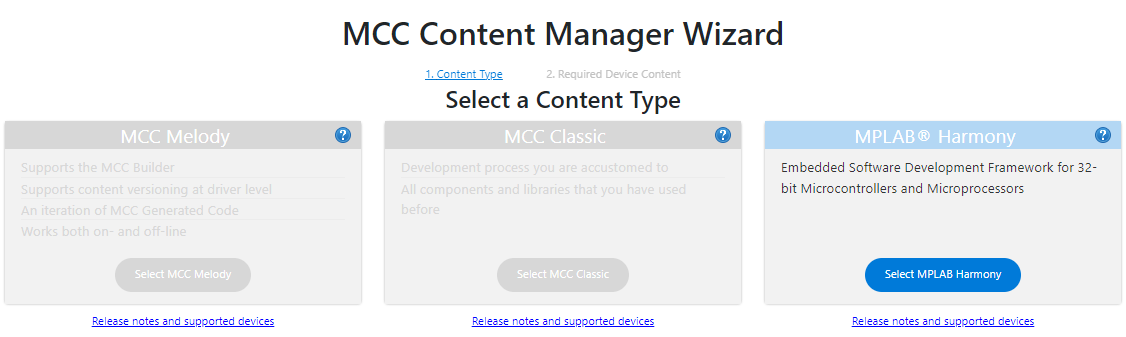 MCC Content Manager Wizard
1. Content Type
2. Required Device Content
Select a Content Type
MCC Melody
?
Supports the MCC Builder
Supports content versioning at driver level
An iteration of MCC Generated Code
Works both on- and off-line
Select MCC Melody
Release notes and supported devices
MCC Classic
?
Development process you are accustomed to
All components and libraries that you have used
before
Select MCC Classic
Release notes and supported devices
MPLAB® Harmony
?
Embedded Software Development Framework for 32-
bit Microcontrollers and Microprocessors
Select MPLAB Harmony
Release notes and supported devices